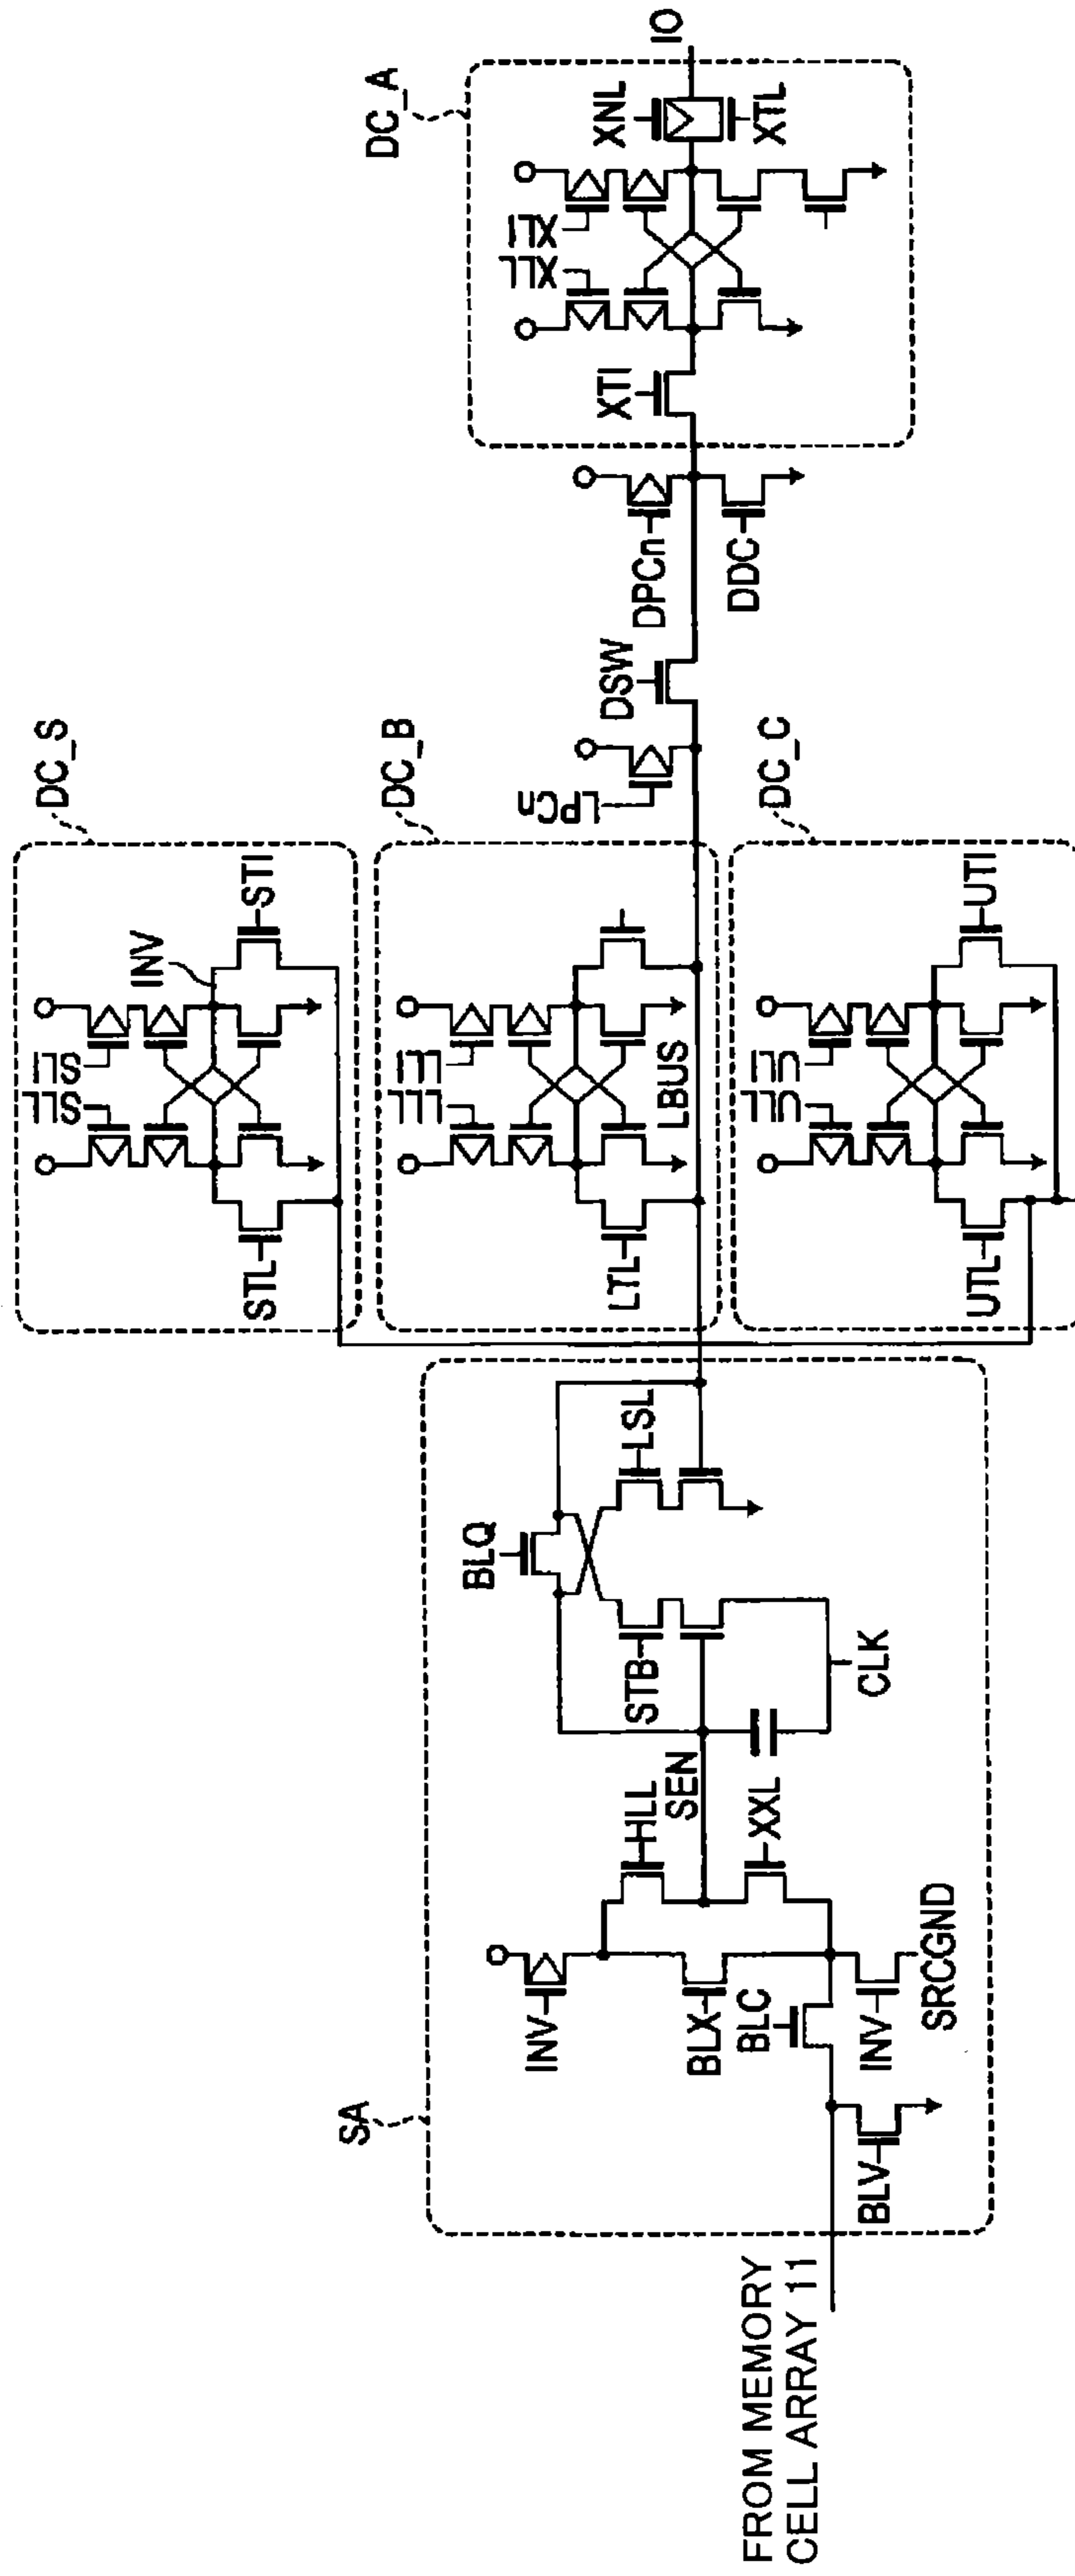 DC_S
SLL
SLI
INV
STL
STI
DC_B
LLL
LLI
LTL
LBUS
DC_C
ULL
ULI
UTL
UTI
SA
FROM MEMORY
CELL ARRAY 11
BLV
INV
BLX
BLC
INV
SRCGND
HLL
SEN
XXL
BLQ
STB
LSL
CLK
LPCn
DSW
DPCn
DDC
DC_A
XTI
XLL
XLI
XNL
XTL
IO